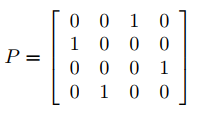 0 0 1 0
1 0 0 0
P = 0 0 0 1
0 1 0 0